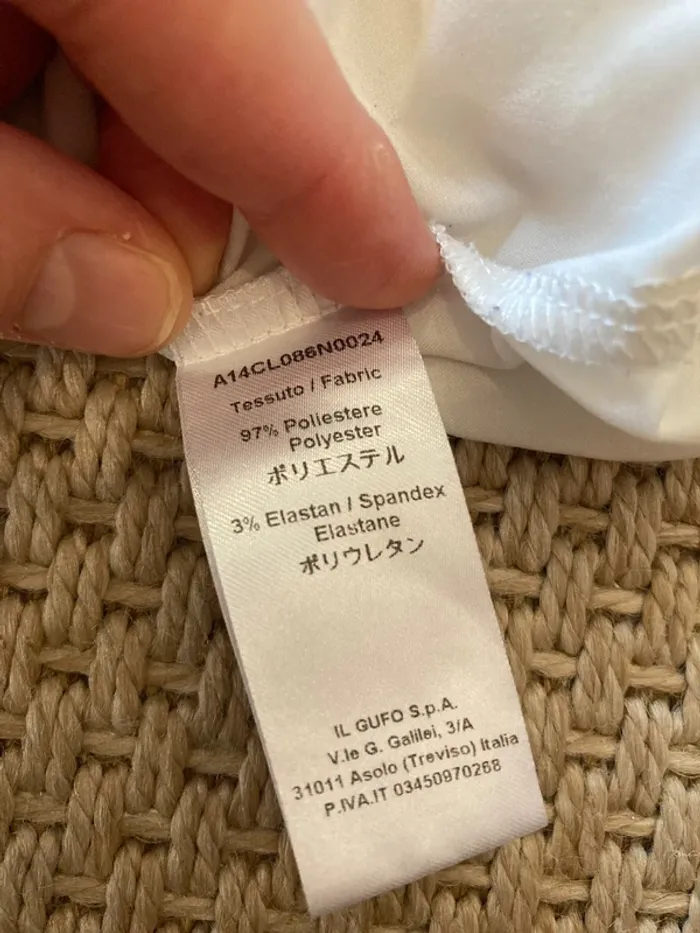 A14CL086N0024
Tessuto / Fabric
97% Poliestere
Polyester
ポリエステル
3% Elastan / Spandex
Elastane
ポリウレタン
IL GUFO S.p.A.
V.le G. Galilei, 3/A
31011 Asolo (Treviso) Italia
P.IVA.IT 03450970268